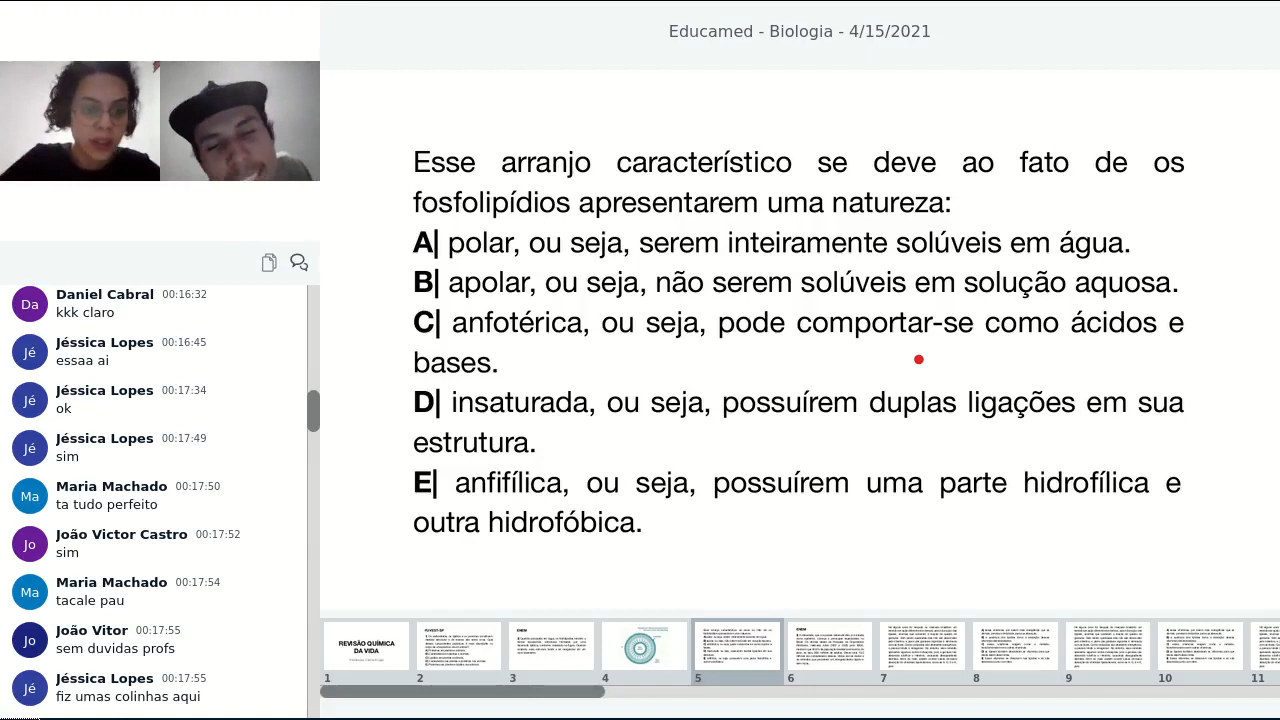 Educamed - Biologia - 4/15/2021
Esse arranjo característico se deve ao fato de os
fosfolipídios apresentarem uma natureza:
A| polar, ou seja, serem inteiramente solúveis em água.
B| apolar, ou seja, não serem solúveis em solução aquosa.
C| anfotérica, ou seja, pode comportar-se como ácidos e
bases.
D| insaturada, ou seja, possuírem duplas ligações em sua
estrutura.
E| anfifílica, ou seja, possuírem uma parte hidrofílica e
outra hidrofóbica.
Da Daniel Cabral 00:16:32
kkk claro
Jé Jéssica Lopes 00:16:45
essaa ai
Jé Jéssica Lopes 00:17:34
ok
Jé Jéssica Lopes 00:17:49
sim
Ma Maria Machado 00:17:50
ta tudo perfeito
Jo João Victor Castro 00:17:52
sim
Ma Maria Machado 00:17:54
tacale pau
Jo João Vitor 00:17:55
sem duvidas profis
Jé Jéssica Lopes 00:17:55
fiz umas colinhas aqui
REVISÃO QUÍMICA
DA VIDA
ENEM
ENEM
1 2 3 4 5 6 7 8 9 10 11